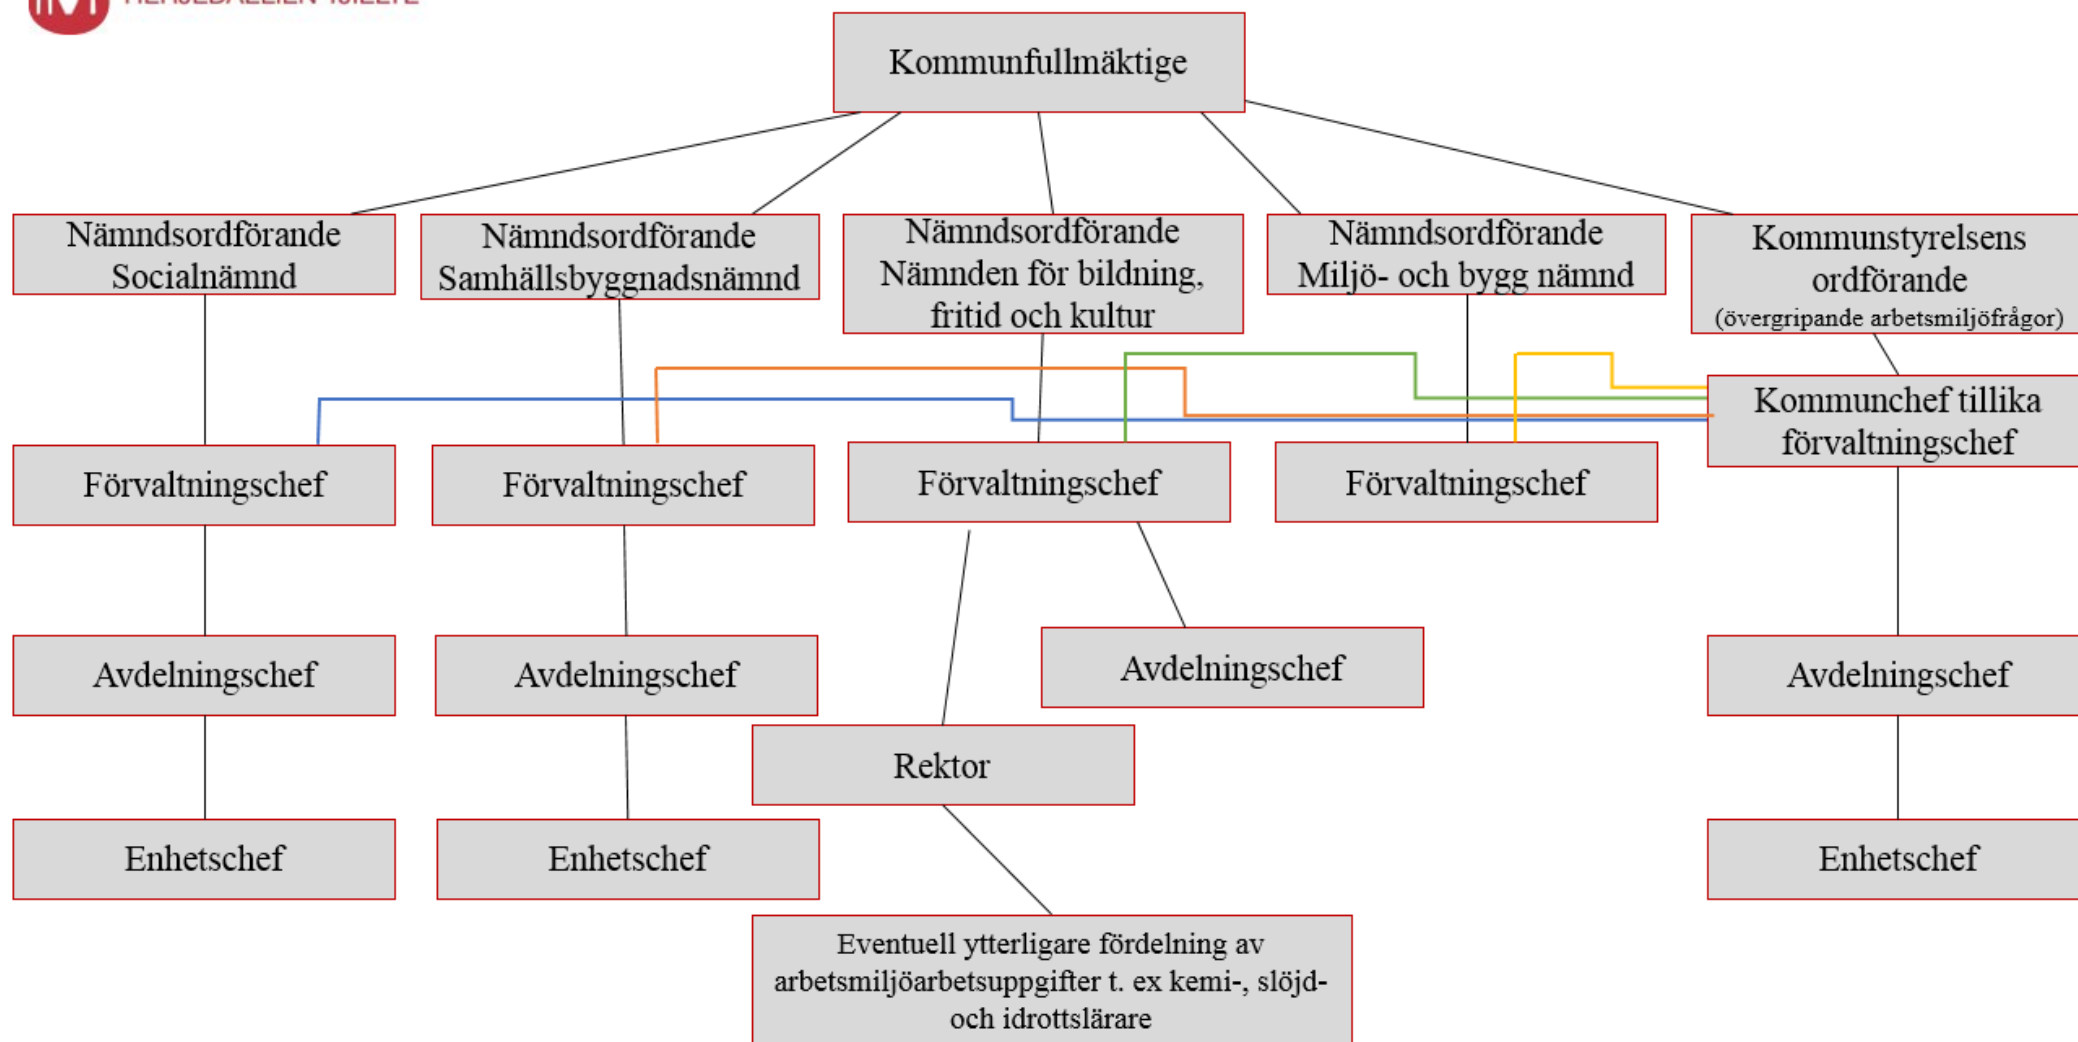 Kommunfullmäktige
Nämndsordförande
Socialnämnd
Nämndsordförande
Samhällsbyggnadsnämnd
Nämndsordförande
Nämnden för bildning,
fritid och kultur
Nämndsordförande
Miljö- och bygg nämnd
Kommunstyrelsens
ordförande
(övergripande arbetsmiljöfrågor)
Kommunchef tillika
förvaltningschef
Förvaltningschef
Förvaltningschef
Förvaltningschef
Förvaltningschef
Avdelningschef
Avdelningschef
Avdelningschef
Avdelningschef
Rektor
Enhetschef
Enhetschef
Enhetschef
Eventuell ytterligare fördelning av
arbetsmiljöarbetsuppgifter t. ex kemi-, slöjd-
och idrottslärare